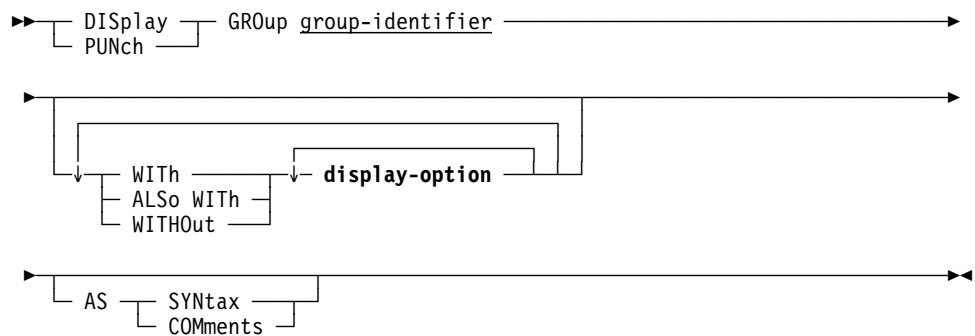 DISplay GROup group-identifier
PUNch
WITh display-option
ALSo WITh
WITHOut
AS SYNtax
COMments